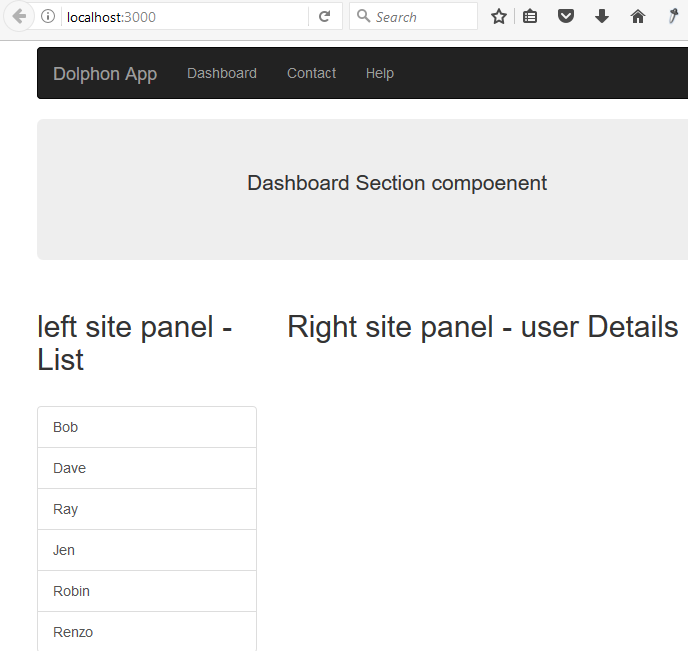 localhost:3000
Search
Dolphon App Dashboard Contact Help
Dashboard Section compoenent
left site panel -
List
Right site panel - user Details
Bob
Dave
Ray
Jen
Robin
Renzo